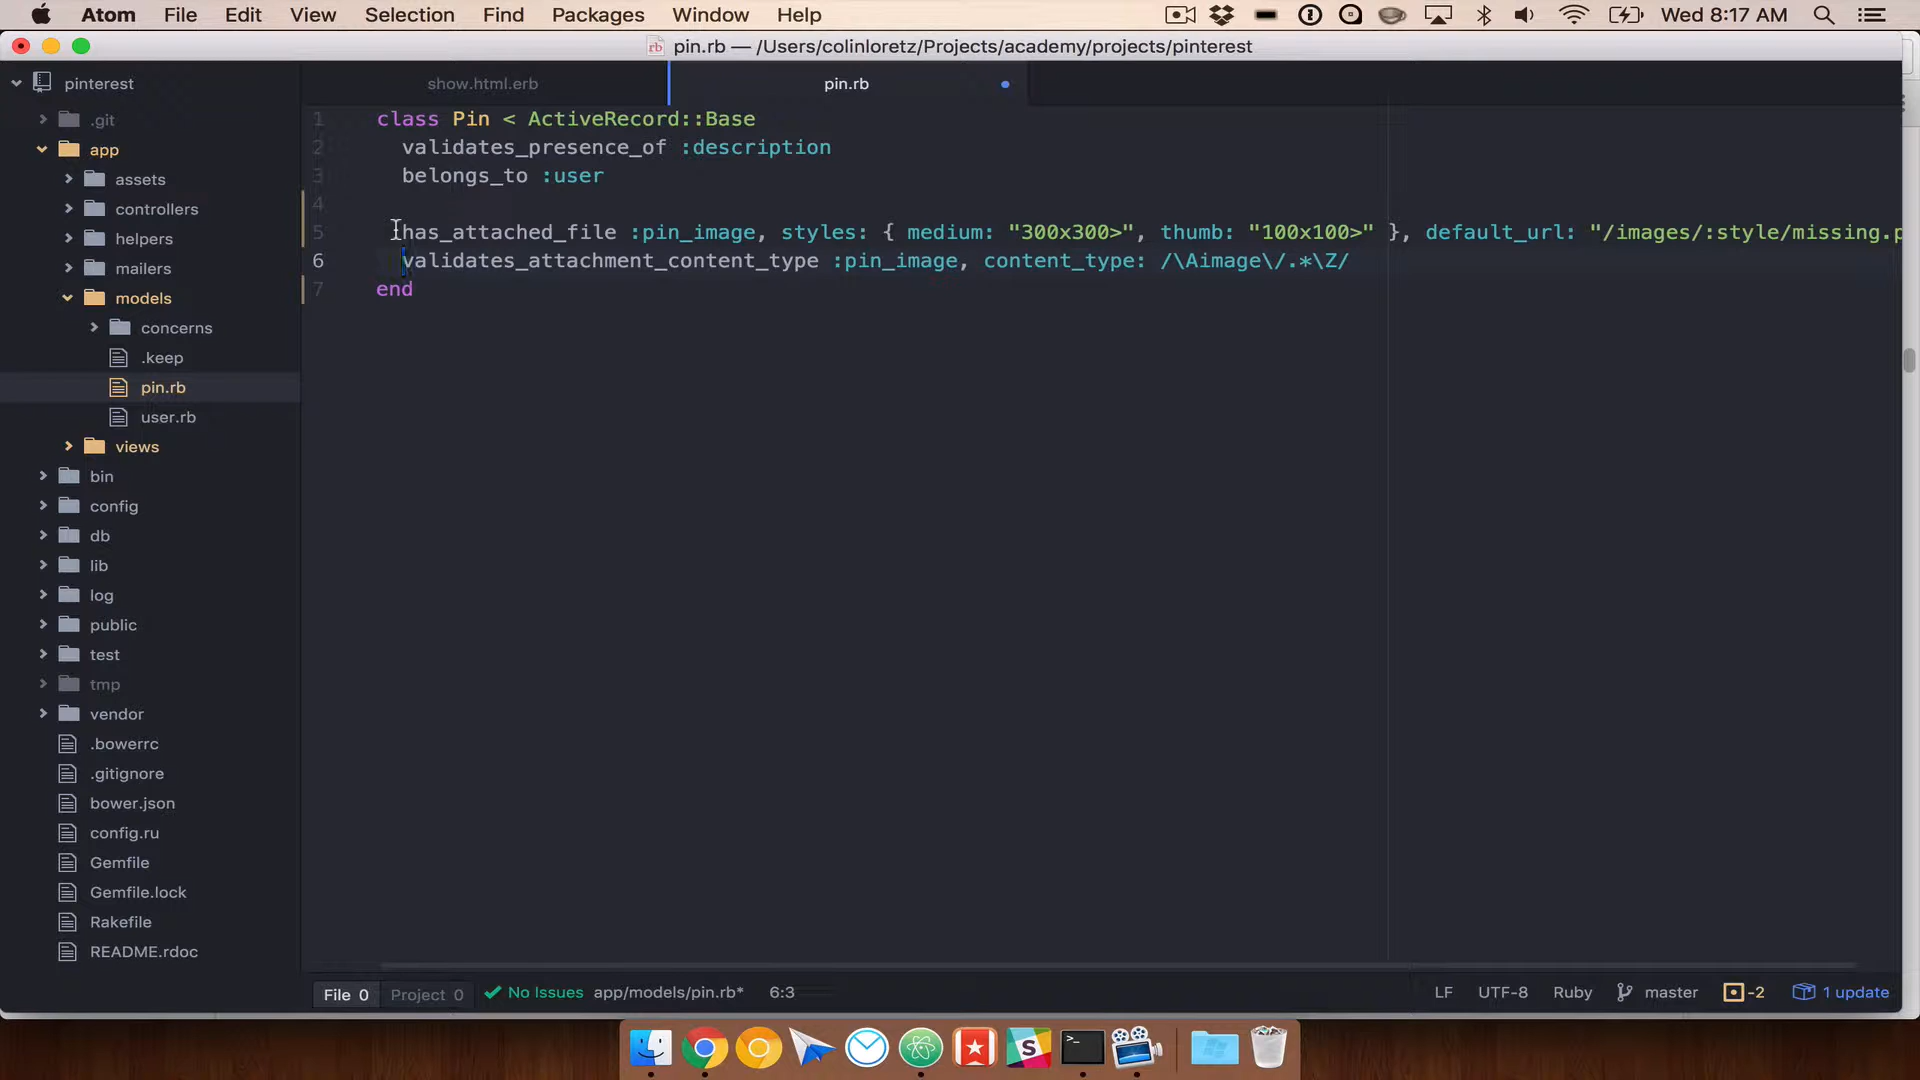 Atom File Edit View Selection Find Packages Window Help Wed 8:17 AM
pin.rb — /Users/colinloretz/Projects/academy/projects/pinterest
pinterest
.git
app
assets
controllers
helpers
mailers
models
concerns
.keep
pin.rb
user.rb
views
bin
config
db
lib
log
public
test
tmp
vendor
.bowerrc
.gitignore
bower.json
config.ru
Gemfile
Gemfile.lock
Rakefile
README.rdoc
show.html.erb pin.rb
1 class Pin < ActiveRecord::Base
2 validates_presence_of :description
3 belongs_to :user
4
5 has_attached_file :pin_image, styles: { medium: "300x300>", thumb: "100x100>" }, default_url: "/images/:style/missing.p
6 validates_attachment_content_type :pin_image, content_type: /\Aimage\/.*\Z/
7 end
File 0 Project 0 No Issues app/models/pin.rb* 6:3 LF UTF-8 Ruby master -2 1 update